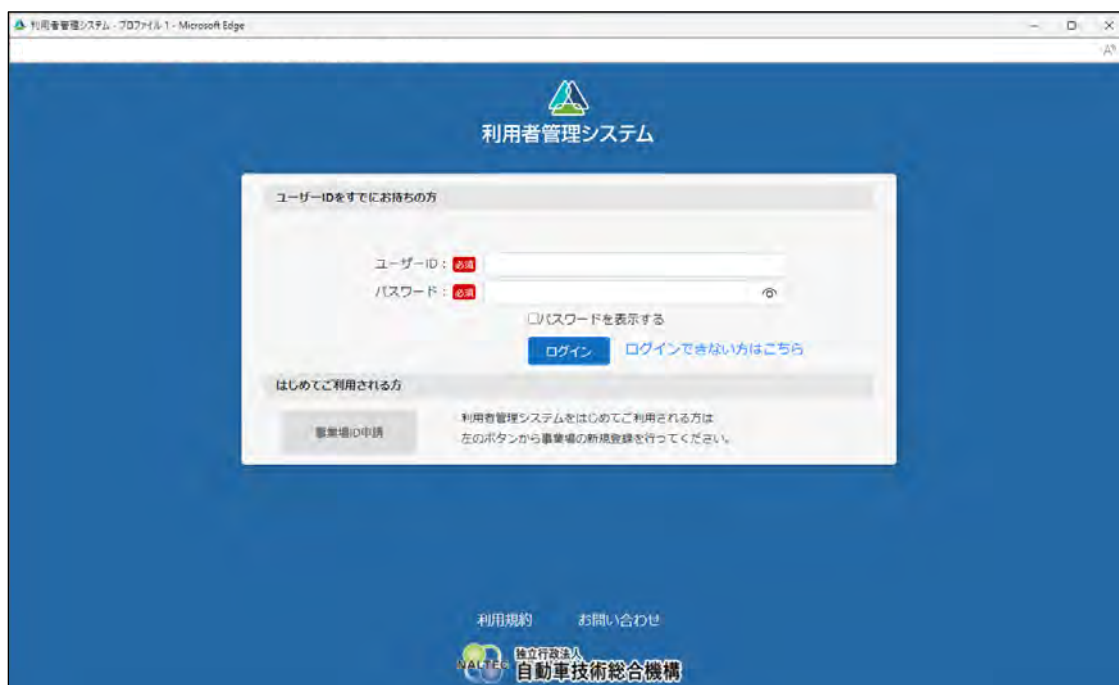 利用者管理システム - プロファイル 1 - Microsoft Edge
利用者管理システム
ユーザーIDをすでにお持ちの方
ユーザーID： 必須
パスワード： 必須
パスワードを表示する
ログイン ログインできない方はこちら
はじめてご利用される方
事業場ID申請
利用者管理システムをはじめてご利用される方は
左のボタンから事業場の新規登録を行ってください。
利用規約 お問い合わせ
NALTEC 独立行政法人
自動車技術総合機構